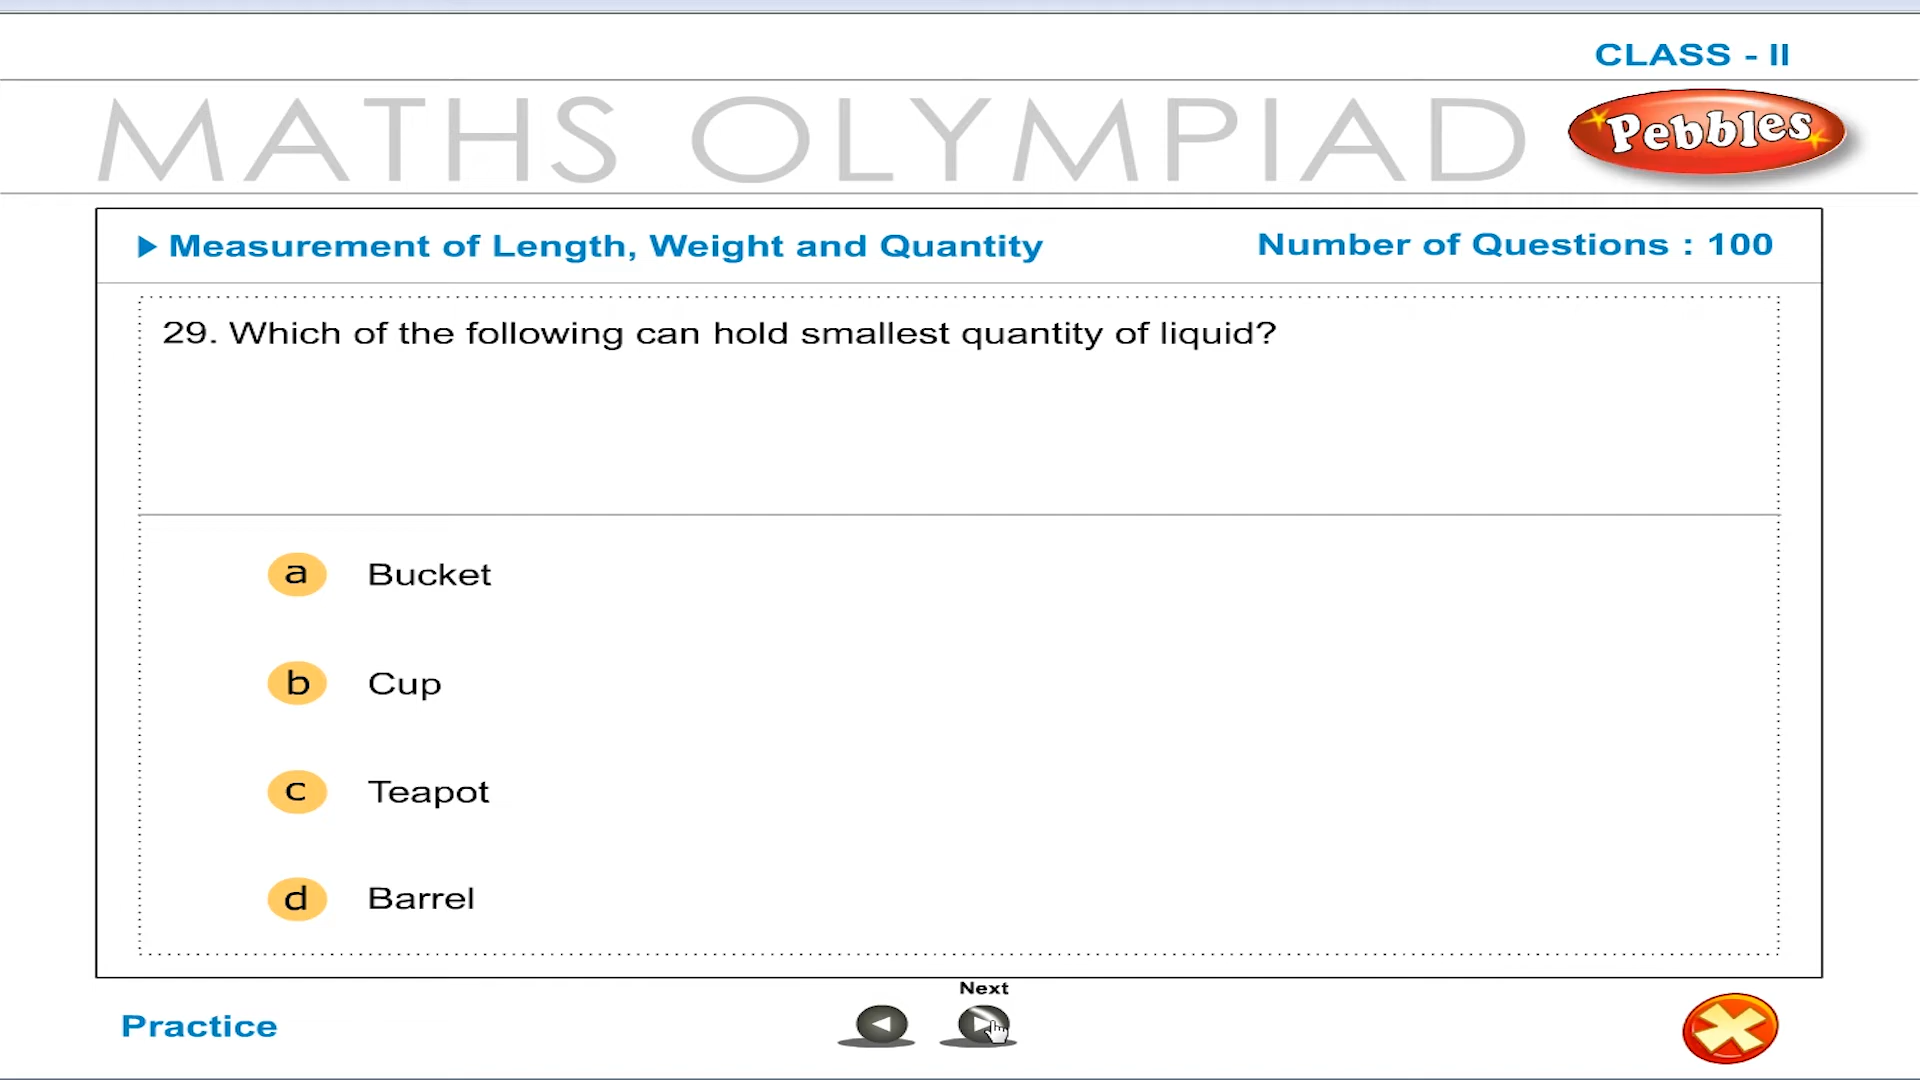 CLASS - II
MATHS OLYMPIAD
Pebbles
Measurement of Length, Weight and Quantity
Number of Questions : 100
29. Which of the following can hold smallest quantity of liquid?
a Bucket
b Cup
c Teapot
d Barrel
Next
Practice